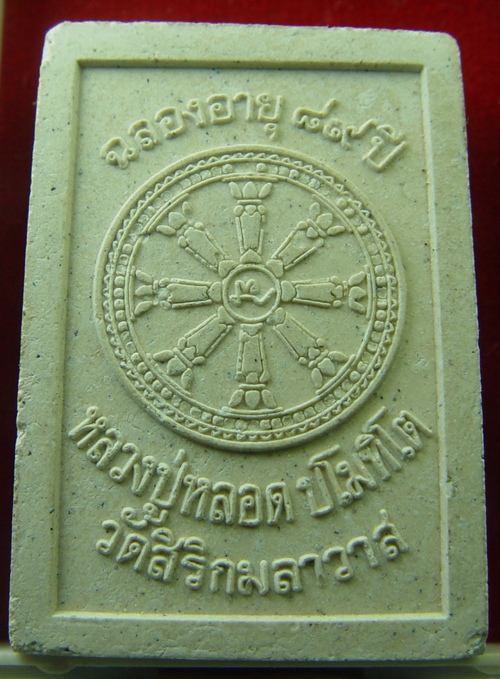 ฉลองอายุ ๘๙ ปี
หลวงปู่หลอด ปโมทิโต
วัดสิริกมลาวาส